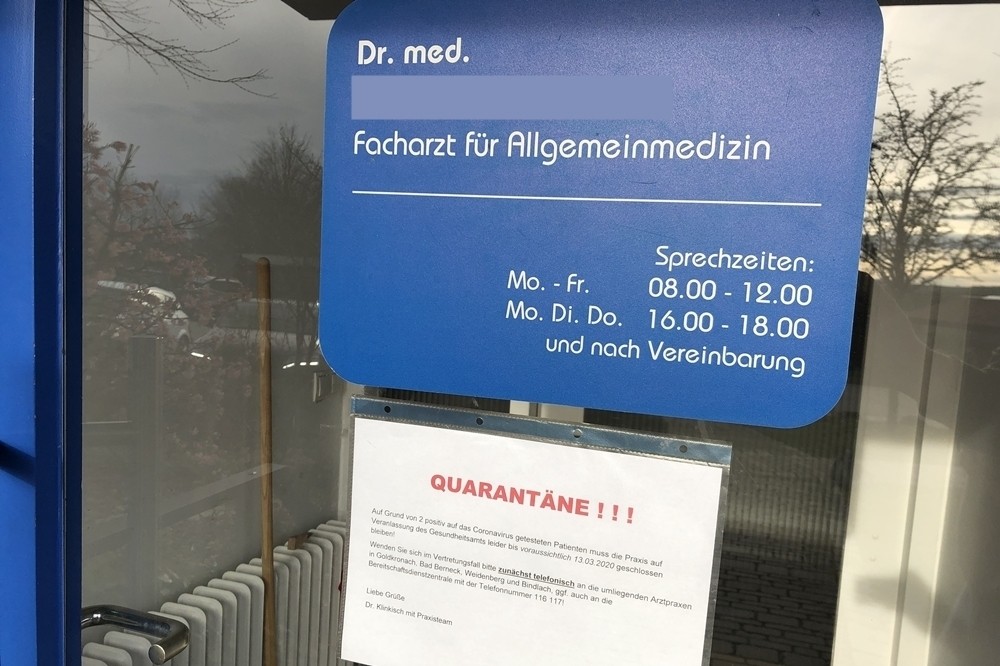 Dr. med.
Facharzt für Allgemeinmedizin
Sprechzeiten:
Mo. - Fr. 08.00 - 12.00
Mo. Di. Do. 16.00 - 18.00
und nach Vereinbarung
QUARANTÄNE ! ! !
Auf Grund von 2 positiv auf das Coronavirus getesteten Patienten muss die Praxis auf
Veranlassung des Gesundheitsamts leider bis voraussichtlich 13.03.2020 geschlossen
bleiben!
Wenden Sie sich im Vertretungsfall bitte zunächst telefonisch an die umliegenden Arztpraxen
in Goldkronach, Bad Berneck, Weidenberg und Bindlach, ggf. auch an die
Bereitschaftsdienstzentrale mit der Telefonnummer 116 117!
Liebe Grüße
Dr. Klinkisch mit Praxisteam